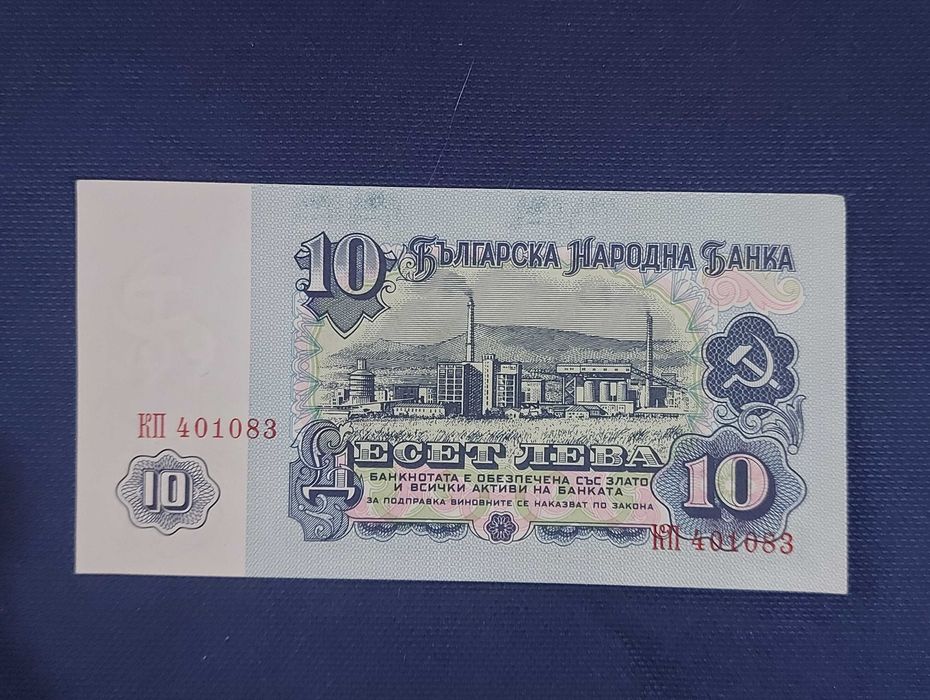 10 БЪЛГАРСКА НАРОДНА БАНКА
КП 401083
ДЕСЕТ ЛЕВА
БАНКНОТАТА Е ОБЕЗПЕЧЕНА СЪС ЗЛАТО
И ВСИЧКИ АКТИВИ НА БАНКАТА
ЗА ПОДПРАВКА ВИНОВНИТЕ СЕ НАКАЗВАТ ПО ЗАКОНА
10
10
КП 401083